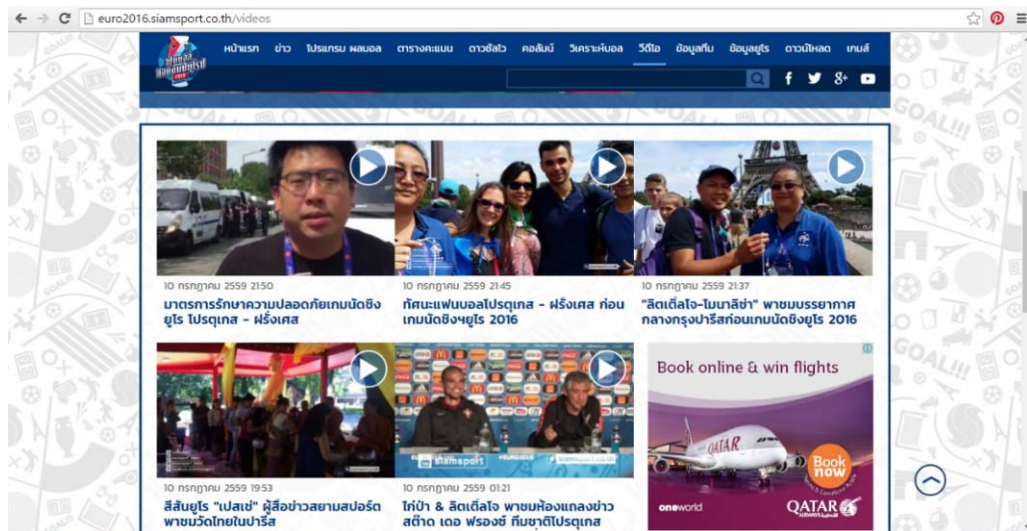 euro2016.siamsport.co.th/videos
หน้าแรก ข่าว โปรแกรม ผลบอล ตารางคะแนน ดาวซัลโว คอลัมน์ วิเคราะห์บอล วิดีโอ ข้อมูลทีม ข้อมูลยูโร ดาวน์โหลด เกมส์
10 กรกฎาคม 2559 21:50
มาตรการรักษาความปลอดภัยเกมนัดชิง
ยูโร โปรตุเกส - ฝรั่งเศส
10 กรกฎาคม 2559 21:45
ทัศนะแฟนบอลโปรตุเกส - ฝรั่งเศส ก่อน
เกมนัดชิงฯยูโร 2016
10 กรกฎาคม 2559 21:37
"ลิตเติ่ลโจ-โมนาลิซ่า" พาชมบรรยากาศ
กลางกรุงปารีสก่อนเกมนัดชิงยูโร 2016
10 กรกฎาคม 2559 19:53
สีสันยูโร "เปสเซ่" ผู้สื่อข่าวสยามสปอร์ต
พาชมวัดไทยในปารีส
siamsport
10 กรกฎาคม 2559 01:21
ไก่ป่า & ลิตเติ่ลโจ พาชมห้องแถลงข่าว
สต๊าด เดอ ฟรองซ์ ทีมชาติโปรตุเกส
Book online & win flights
QATAR
Book
now
oneworld
QATAR
AIRWAYS
GOAL!!!